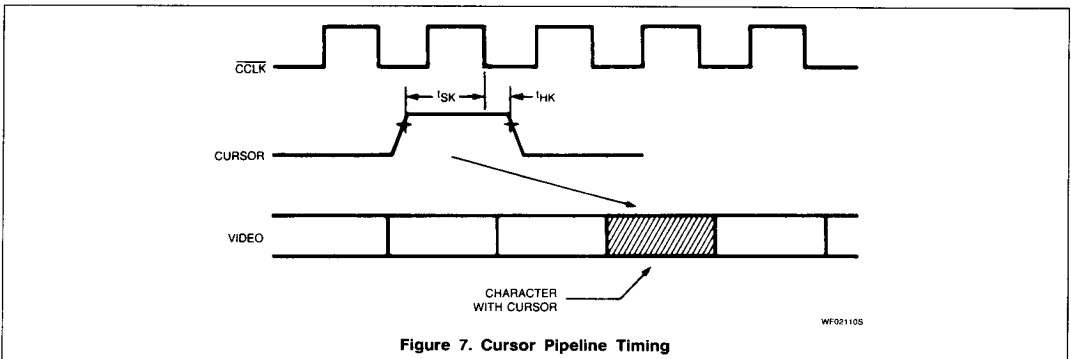 CCLK
tSK
tHK
CURSOR
VIDEO
CHARACTER
WITH CURSOR
WF02110S
Figure 7. Cursor Pipeline Timing